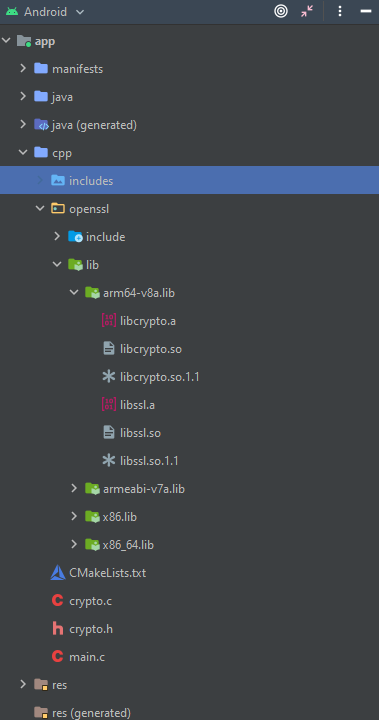 Android
app
manifests
java
java (generated)
cpp
includes
openssl
include
lib
arm64-v8a.lib
libcrypto.a
libcrypto.so
libcrypto.so.1.1
libssl.a
libssl.so
libssl.so.1.1
armeabi-v7a.lib
x86.lib
x86_64.lib
CMakeLists.txt
crypto.c
crypto.h
main.c
res
res (generated)